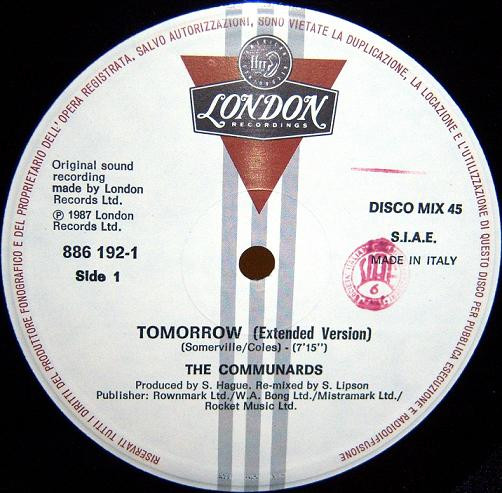 RISERVATI TUTTI I DIRITTI DEL PRODUTTORE FONOGRAFICO E DEL PROPRIETARIO DELL'OPERA REGISTRATA, SALVO AUTORIZZAZIONI, SONO VIETATE LA DUPLICAZIONE, LA LOCAZIONE E L'UTILIZZAZIONE DI QUESTO DISCO PER PUBBLICA ESECUZIONE E RADIODIFFUSIONE
ffrr
LONDON
RECORDINGS
Original sound
recording
made by London
Records Ltd.
℗ 1987 London
Records Ltd.
886 192-1
Side 1
DISCO MIX 45
S.I.A.E.
MADE IN ITALY
6
TOMORROW (Extended Version)
(Somerville/Coles) - (7'15'')
THE COMMUNARDS
Produced by S. Hague. Re-mixed by S. Lipson
Publisher: Rownmark Ltd./W.A. Bong Ltd./Mistramark Ltd./
Rocket Music Ltd.